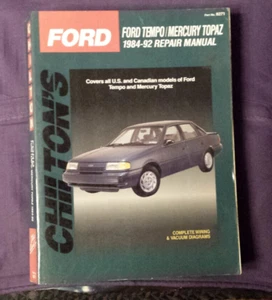 FORD
FORD TEMPO/MERCURY TOPAZ
1984-92 REPAIR MANUAL
Covers all U.S. and Canadian models of Ford
Tempo and Mercury Topaz
CHILTON'S
COMPLETE WIRING
& VACUUM DIAGRAMS